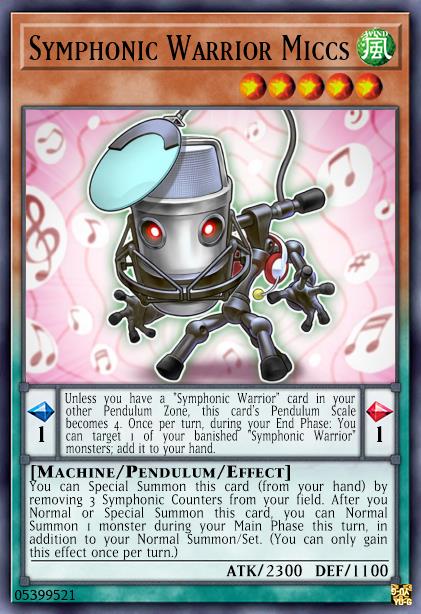 Symphonic Warrior Miccs
WIND
風
Unless you have a "Symphonic Warrior" card in your
other Pendulum Zone, this card's Pendulum Scale
becomes 4. Once per turn, during your End Phase: You
can target 1 of your banished "Symphonic Warrior"
monsters; add it to your hand.
1
1
[Machine/Pendulum/Effect]
You can Special Summon this card (from your hand) by
removing 3 Symphonic Counters from your field. After you
Normal or Special Summon this card, you can Normal
Summon 1 monster during your Main Phase this turn, in
addition to your Normal Summon/Set. (You can only gain
this effect once per turn.)
ATK/2300 DEF/1100
05399521